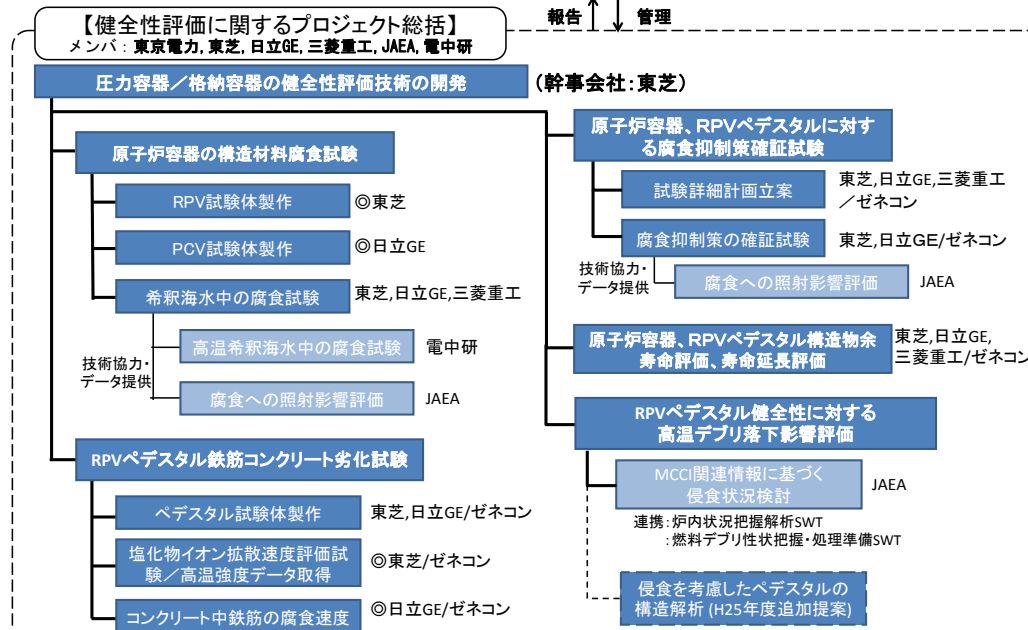 報告
管理
【健全性評価に関するプロジェクト総括】
メンバ：東京電力, 東芝, 日立GE, 三菱重工, JAEA, 電中研
圧力容器／格納容器の健全性評価技術の開発
(幹事会社：東芝)
原子炉容器の構造材料腐食試験
RPV試験体製作
◎東芝
PCV試験体製作
◎日立GE
希釈海水中の腐食試験
東芝,日立GE,三菱重工
技術協力・
データ提供
高温希釈海水中の腐食試験
電中研
腐食への照射影響評価
JAEA
RPVペデスタル鉄筋コンクリート劣化試験
ペデスタル試験体製作
東芝,日立GE/ゼネコン
塩化物イオン拡散速度評価試
験／高温強度データ取得
◎東芝/ゼネコン
コンクリート中鉄筋の腐食速度
◎日立GE/ゼネコン
原子炉容器、RPVペデスタルに対す
る腐食抑制策確証試験
試験詳細計画立案
東芝,日立GE,三菱重工
／ゼネコン
腐食抑制策の確証試験
東芝,日立GE/ゼネコン
技術協力・
データ提供
腐食への照射影響評価
JAEA
原子炉容器、RPVペデスタル構造物余
寿命評価、寿命延長評価
東芝,日立GE,
三菱重工/ゼネコン
RPVペデスタル健全性に対する
高温デブリ落下影響評価
MCCI関連情報に基づく
侵食状況検討
JAEA
連携：炉内状況把握解析SWT
：燃料デブリ性状把握・処理準備SWT
侵食を考慮したペデスタルの
構造解析 (H25年度追加提案)